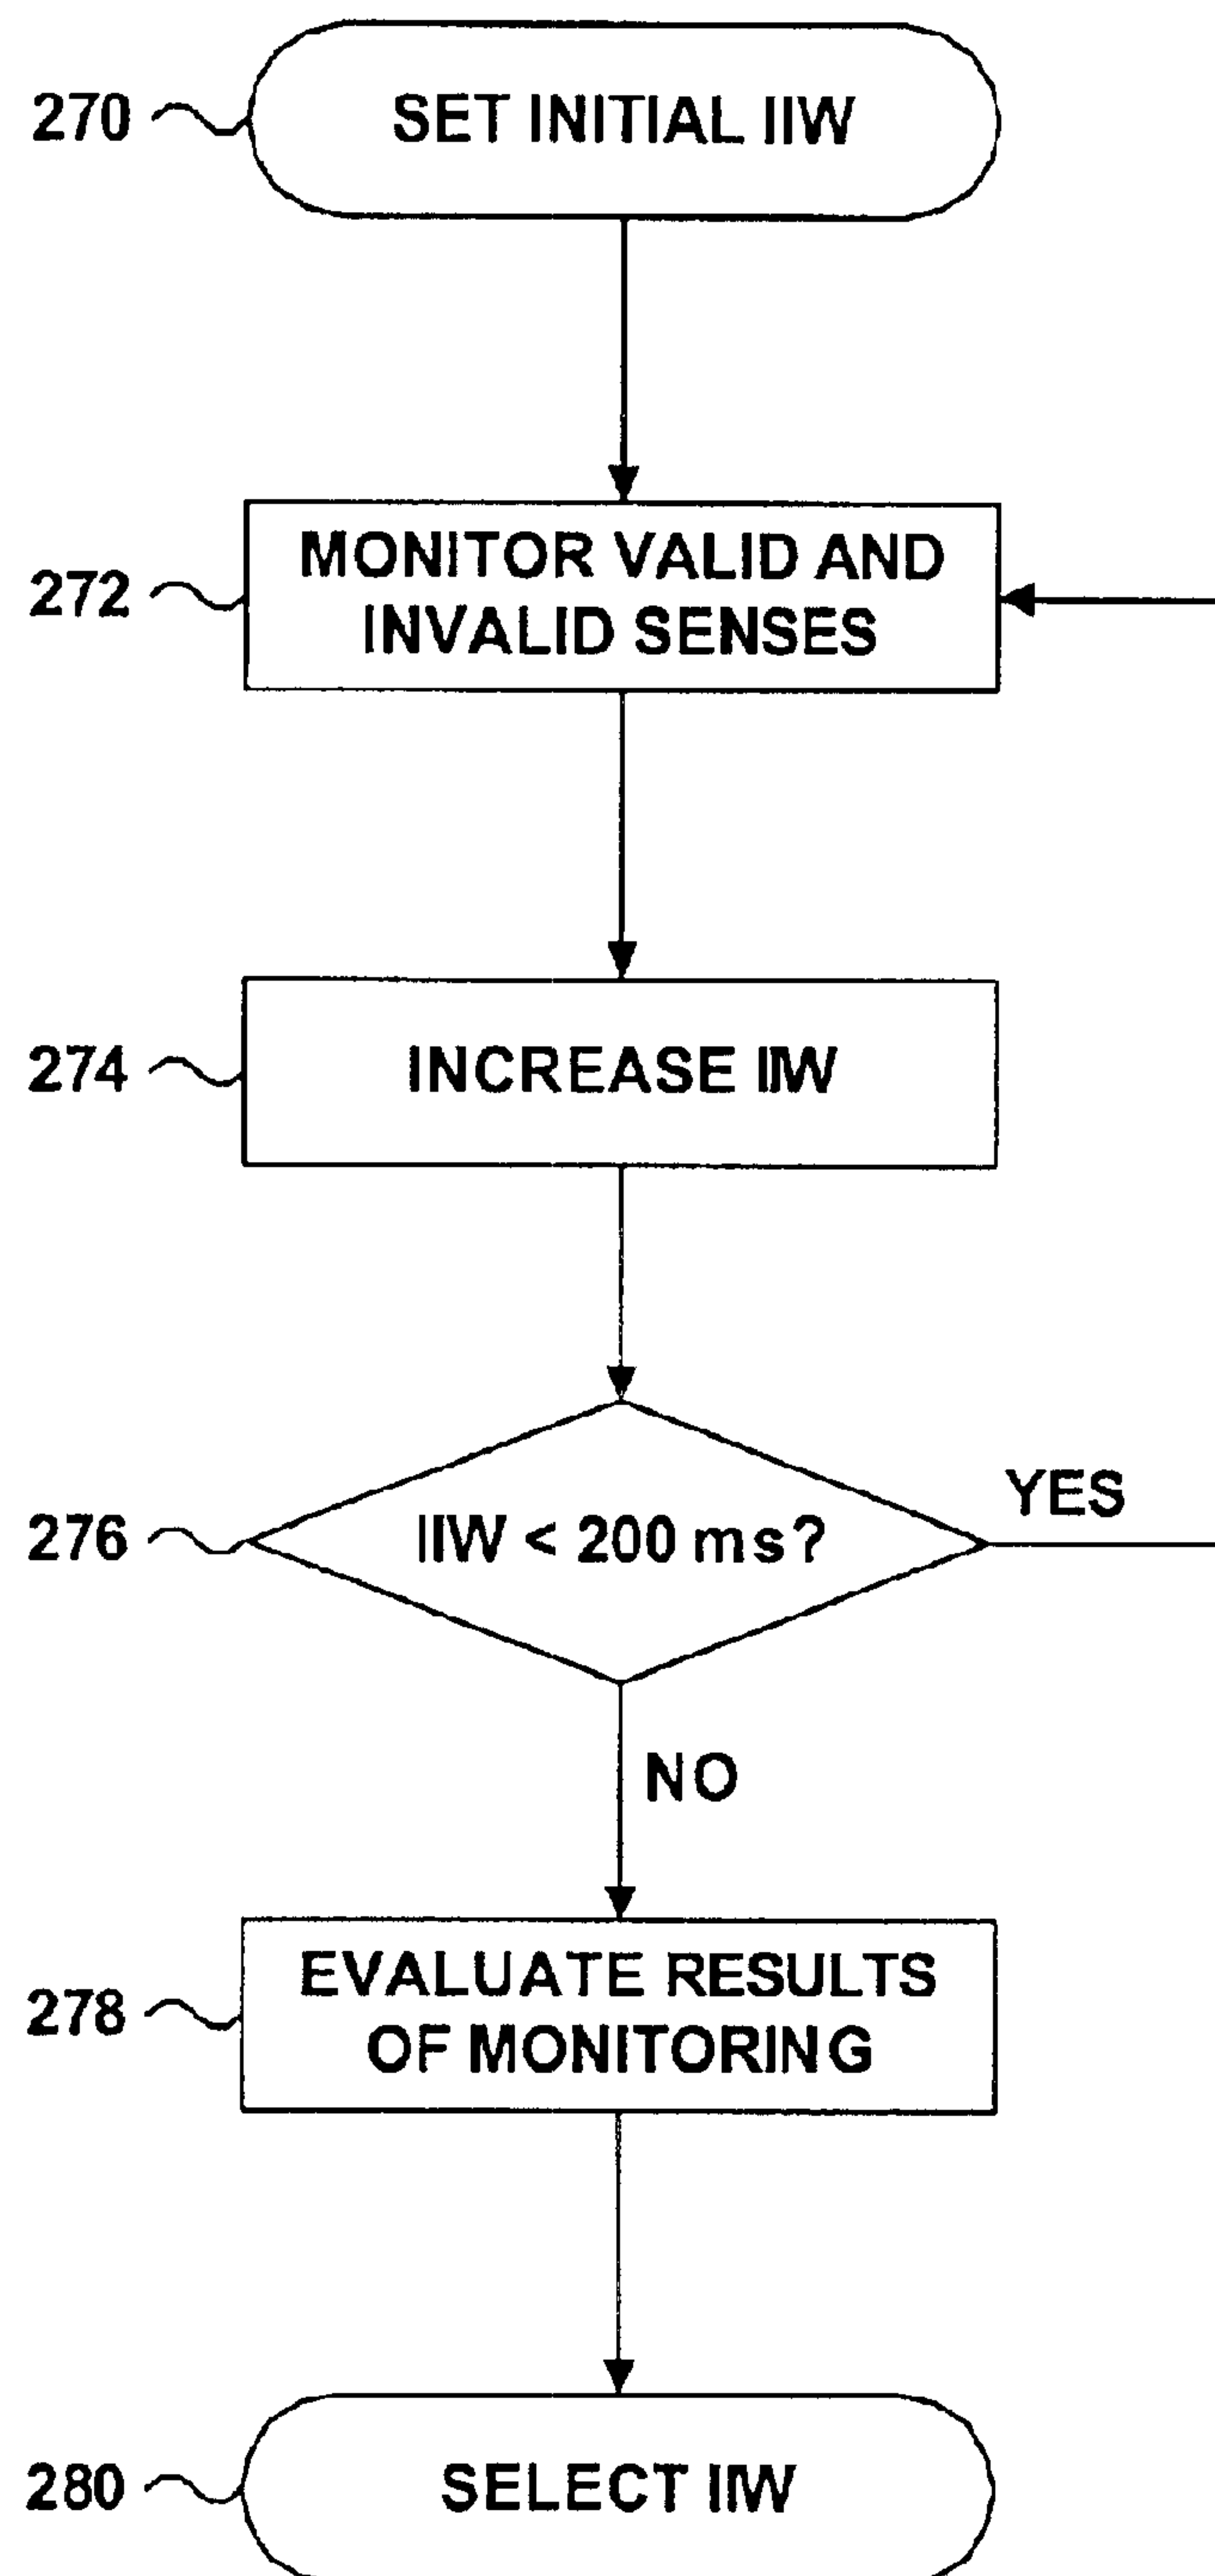 270
SET INITIAL IIW
272
MONITOR VALID AND
INVALID SENSES
274
INCREASE IIW
276
IIW < 200 ms?
YES
NO
278
EVALUATE RESULTS
OF MONITORING
280
SELECT IIW